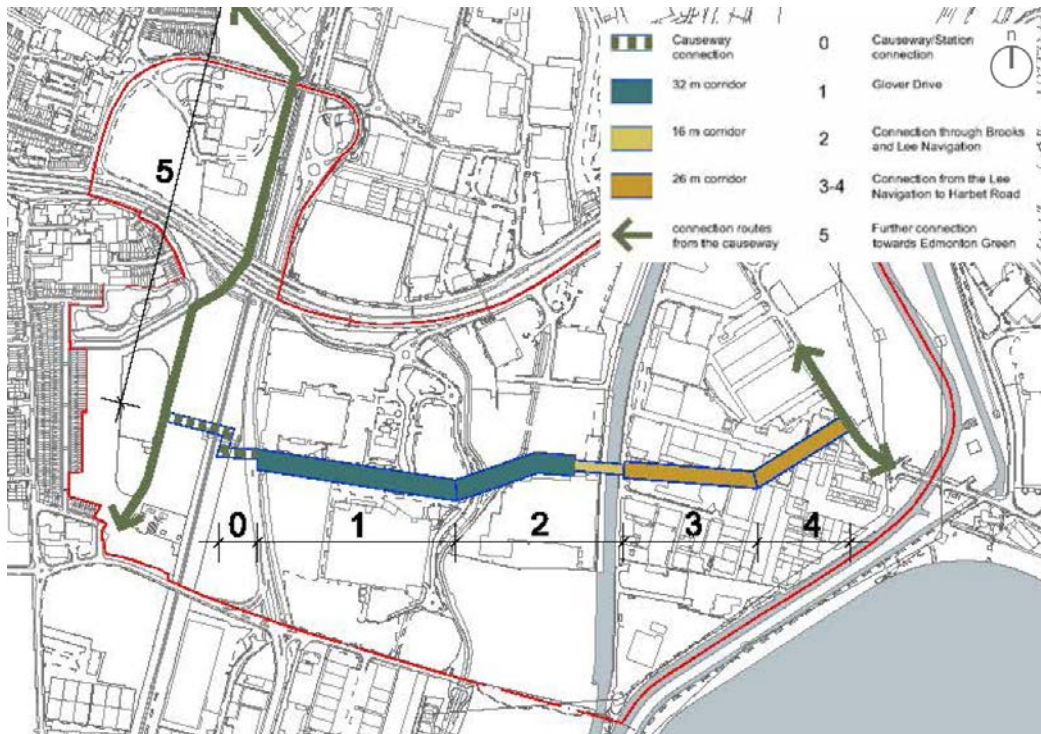 n
Causeway
connection
0
Causeway/Station
connection
32 m corridor
1
Glover Drive
16 m corridor
2
Connection through Brooks
and Lee Navigation
26 m corridor
3-4
Connection from the Lee
Navigation to Harbet Road
connection routes
from the causeway
5
Further connection
towards Edmonton Green
5
0
1
2
3
4